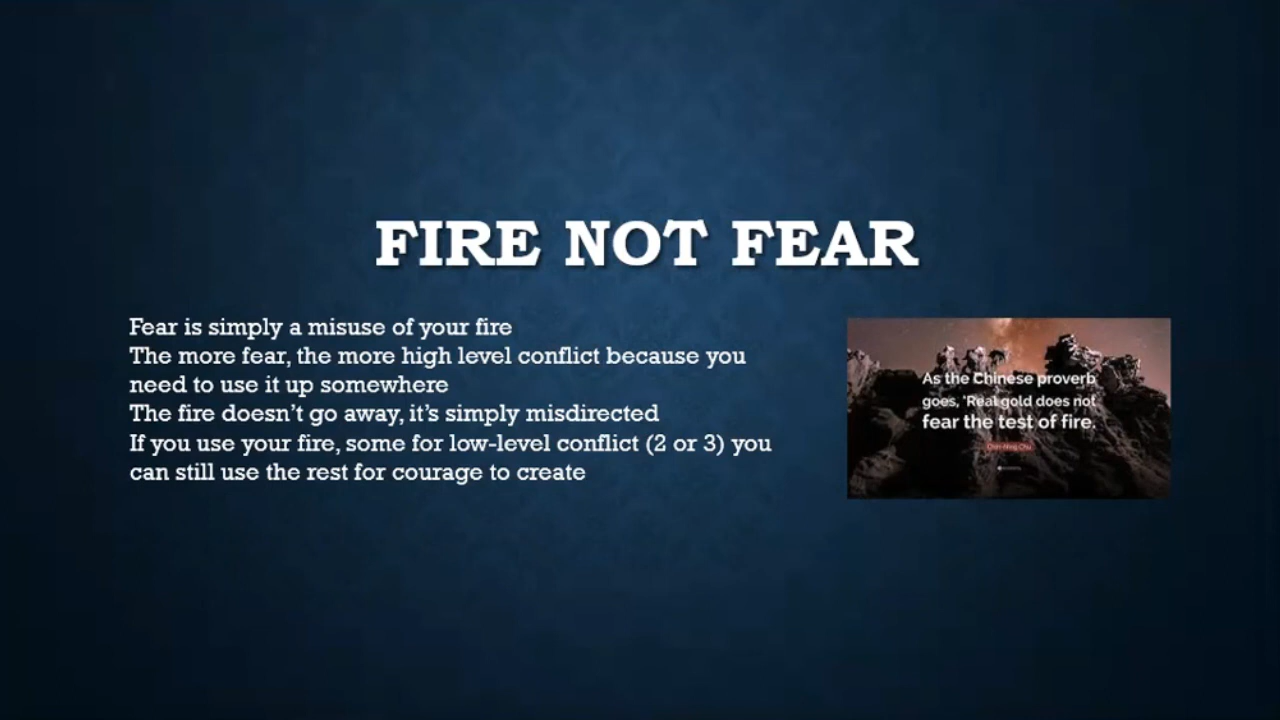 FIRE NOT FEAR
Fear is simply a misuse of your fire
The more fear, the more high level conflict because you
need to use it up somewhere
The fire doesn't go away, it's simply misdirected
If you use your fire, some for low-level conflict (2 or 3) you
can still use the rest for courage to create
As the Chinese proverb
goes, 'Real gold does not
fear the test of fire.